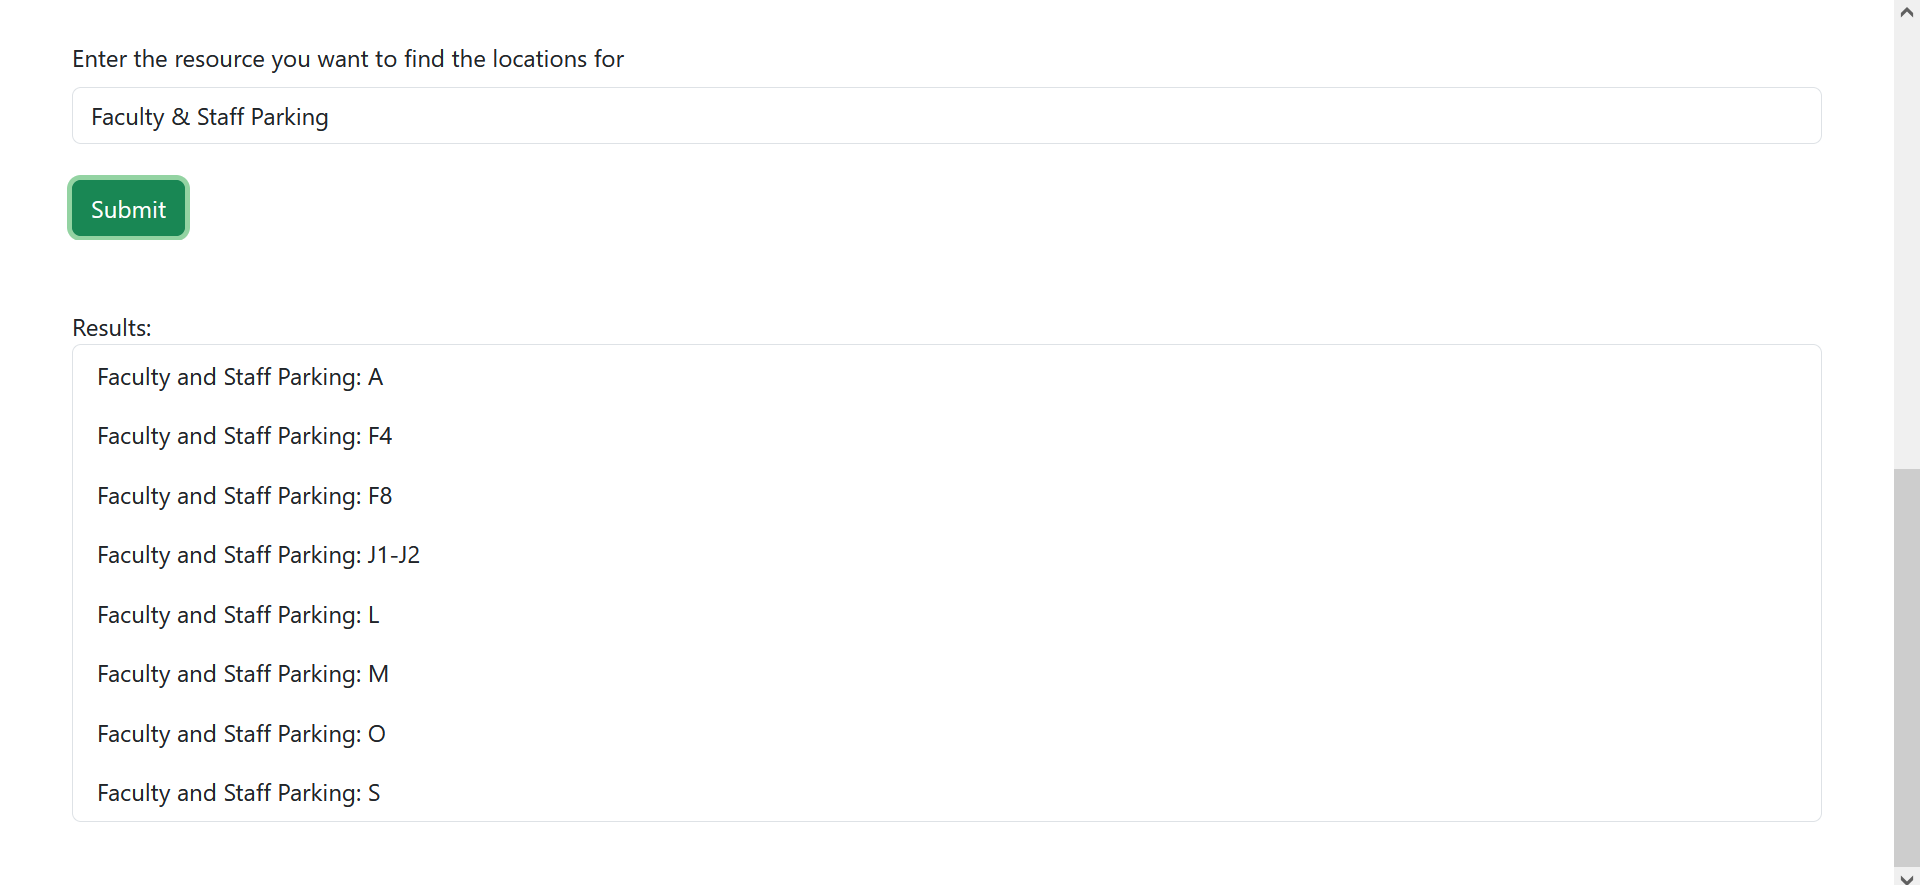 Enter the resource you want to find the locations for
Faculty & Staff Parking
Submit
Results:
Faculty and Staff Parking: A
Faculty and Staff Parking: F4
Faculty and Staff Parking: F8
Faculty and Staff Parking: J1-J2
Faculty and Staff Parking: L
Faculty and Staff Parking: M
Faculty and Staff Parking: O
Faculty and Staff Parking: S